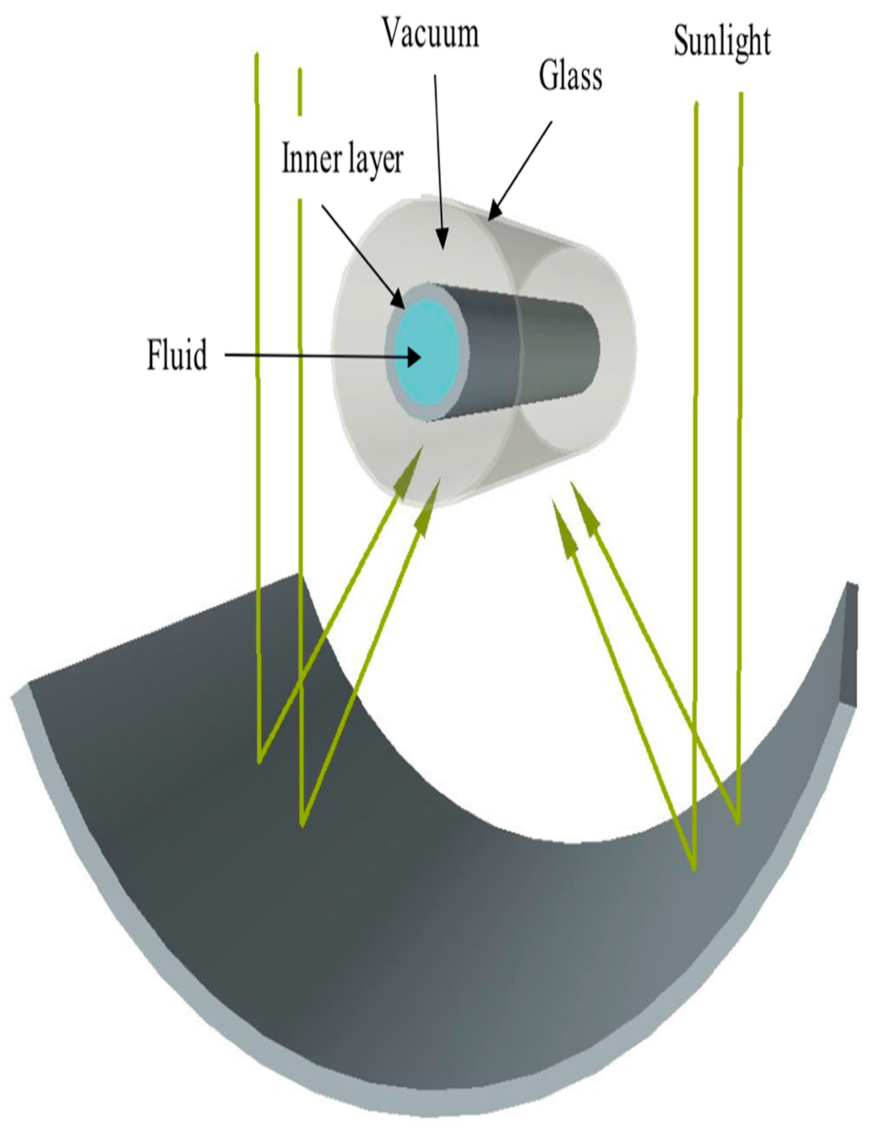 Vacuum
Sunlight
Glass
Inner layer
Fluid